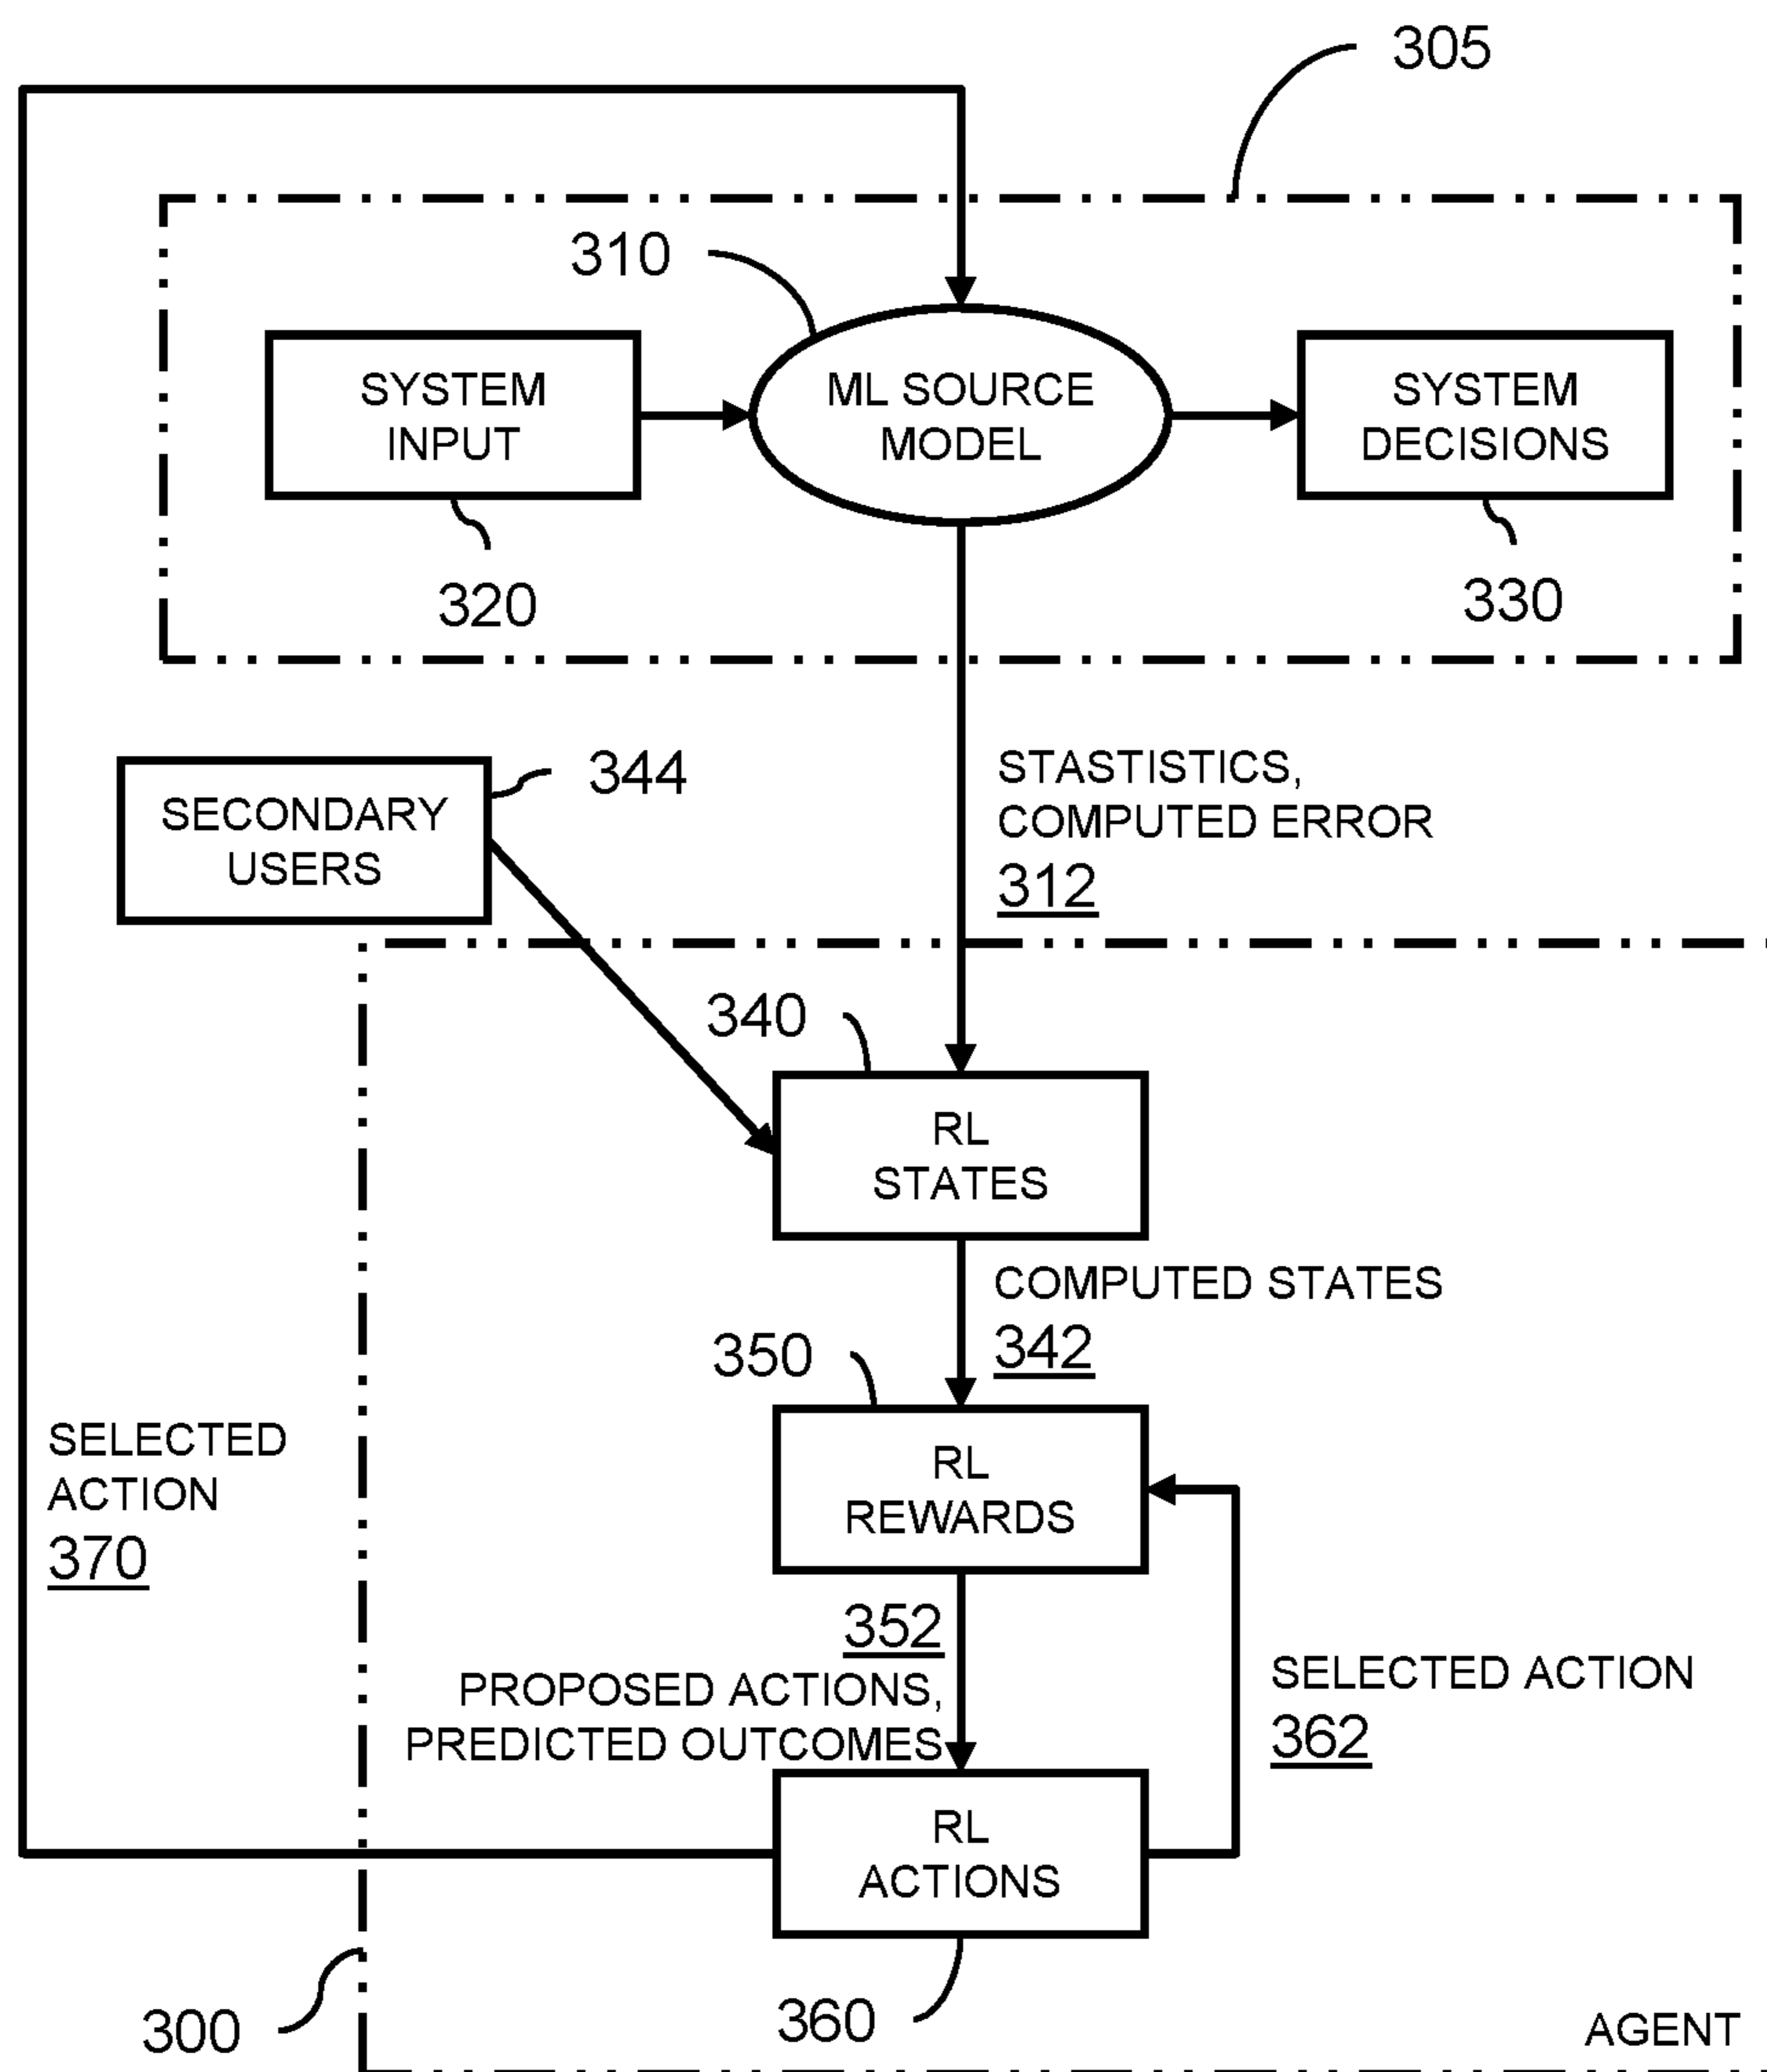 305
310
SYSTEM
INPUT
ML SOURCE
MODEL
SYSTEM
DECISIONS
320
330
SECONDARY
USERS
344
STASTISTICS,
COMPUTED ERROR
312
340
RL
STATES
COMPUTED STATES
342
350
RL
REWARDS
SELECTED
ACTION
370
352
PROPOSED ACTIONS,
PREDICTED OUTCOMES
SELECTED ACTION
362
RL
ACTIONS
300
360
AGENT